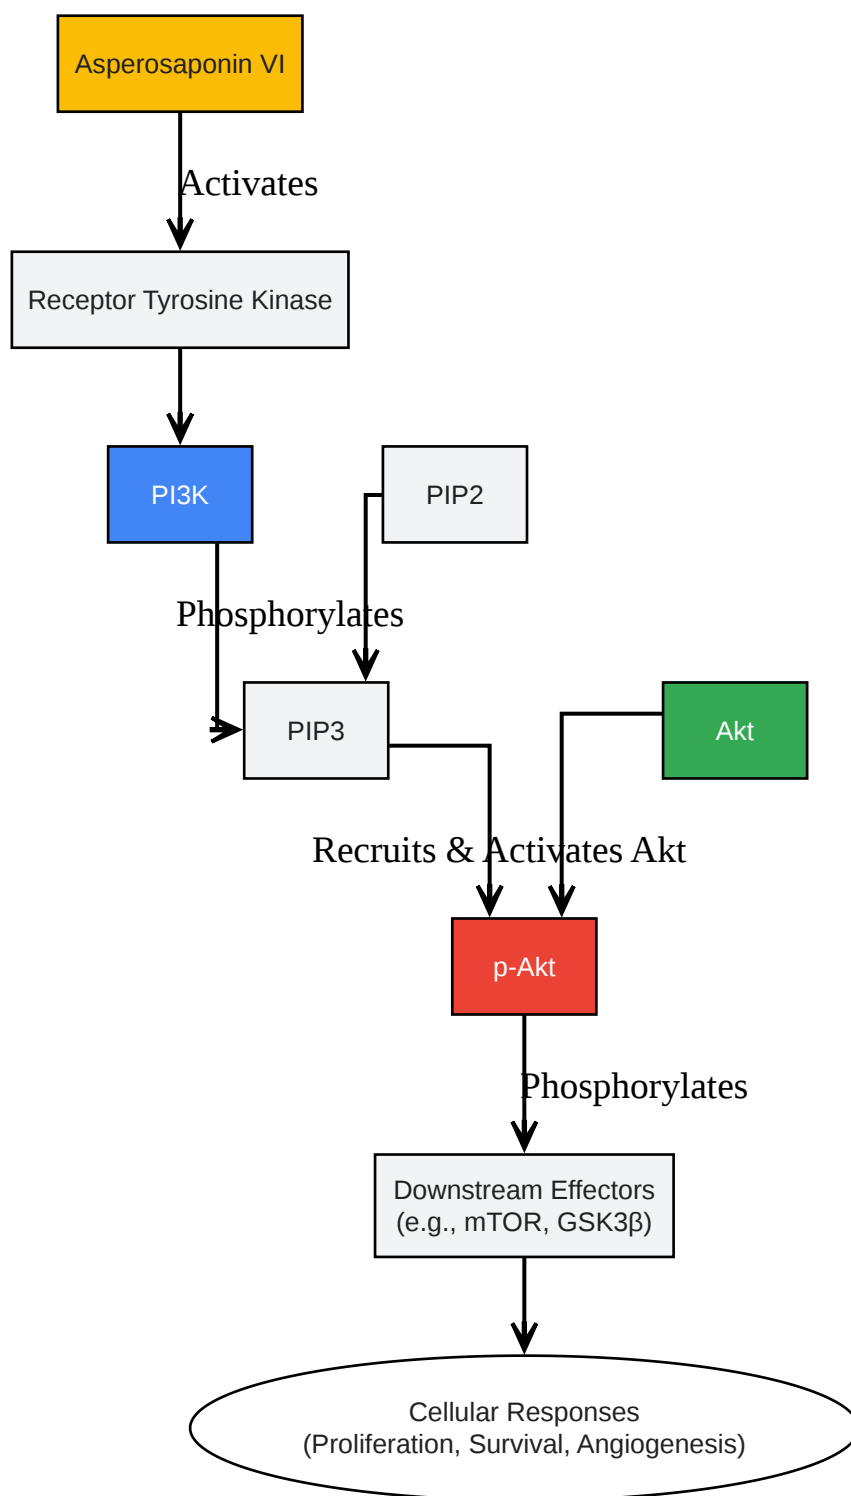 Asperosaponin VI
Activates
Receptor Tyrosine Kinase
PI3K
PIP2
Phosphorylates
PIP3
Akt
Recruits & Activates Akt
p-Akt
Phosphorylates
Downstream Effectors
(e.g., mTOR, GSK3β)
Cellular Responses
(Proliferation, Survival, Angiogenesis)